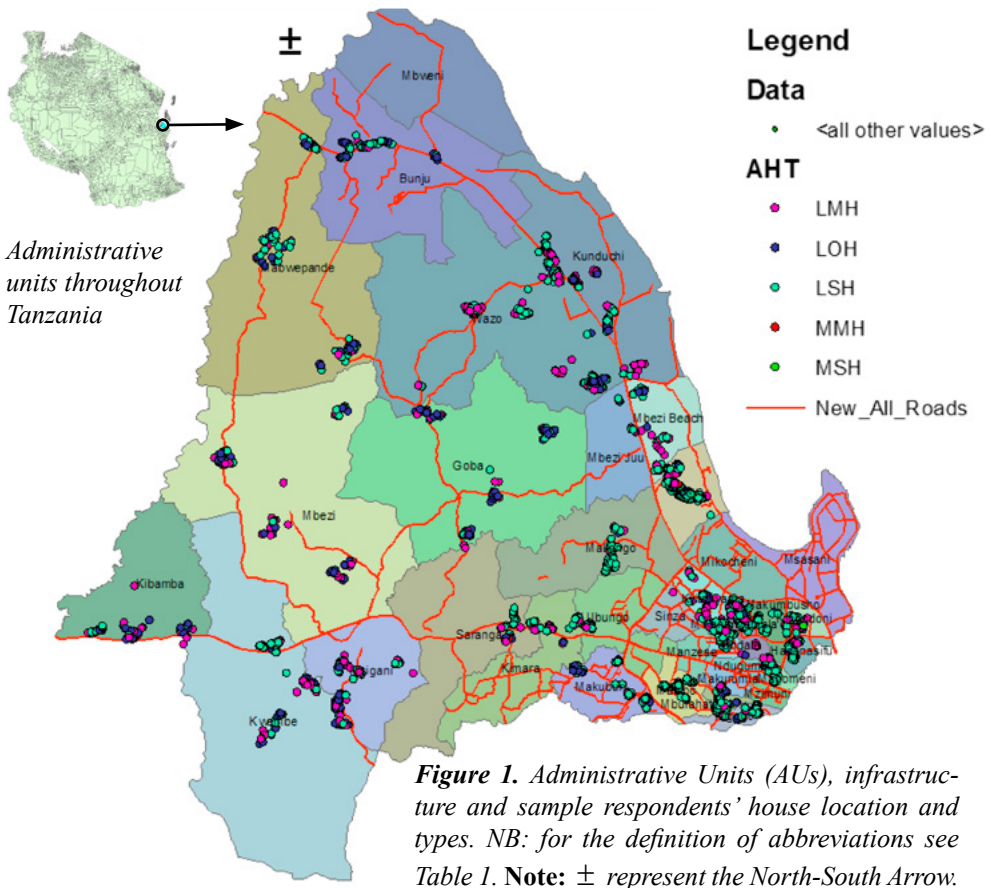 ±
Administrative
units throughout
Tanzania
Legend
Data
<all other values>
AHT
LMH
LOH
LSH
MMH
MSH
New_All_Roads
Mbweni
Bunju
Kunduchi
Wazo
Mbezi Beach
Mbezi Juu
Goba
Mbezi
Kibamba
Mikocheni
Msasani
Sinza
Ubungo
Manzese
Saranga
Kimara
Kwembe
Figure 1. Administrative Units (AUs), infrastruc-
ture and sample respondents' house location and
types. NB: for the definition of abbreviations see
Table 1. Note: ± represent the North-South Arrow.